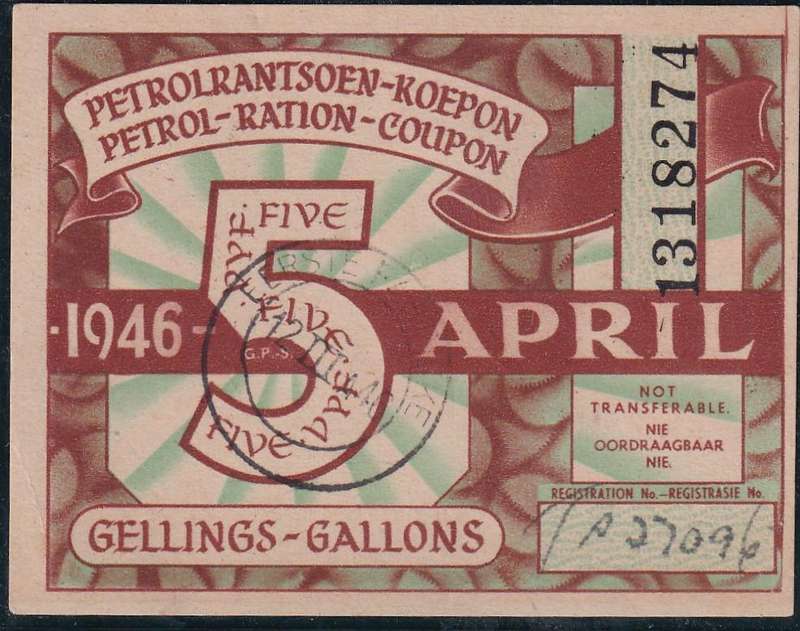 PETROLRANTSOEN-KOEPON
PETROL-RATION-COUPON
1318274
VYF·FIVE
FIVE
5
·1946-
G.P.-S.
APRIL
FIVE·VYF
NOT
TRANSFERABLE.
NIE
OORDRAAGBAAR
NIE.
GELLINGS-GALLONS
REGISTRATION No.—REGISTRASIE No.
27096